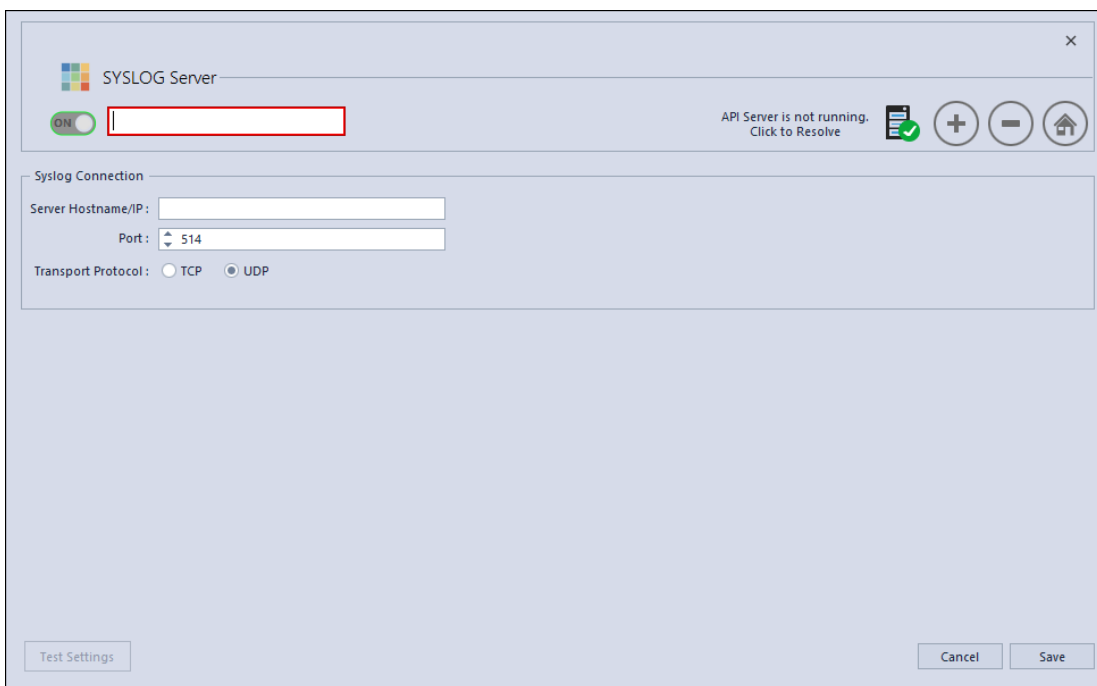 SYSLOG Server
ON
API Server is not running.
Click to Resolve
Syslog Connection
Server Hostname/IP :
Port : 514
Transport Protocol : TCP UDP
Test Settings
Cancel Save